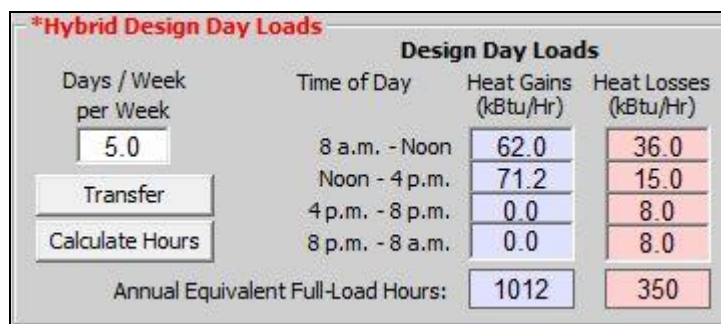 *Hybrid Design Day Loads
Design Day Loads
Days / Week
per Week
5.0
Transfer
Calculate Hours
Time of Day Heat Gains Heat Losses
(kBtu/Hr) (kBtu/Hr)
8 a.m. - Noon 62.0 36.0
Noon - 4 p.m. 71.2 15.0
4 p.m. - 8 p.m. 0.0 8.0
8 p.m. - 8 a.m. 0.0 8.0
Annual Equivalent Full-Load Hours: 1012 350